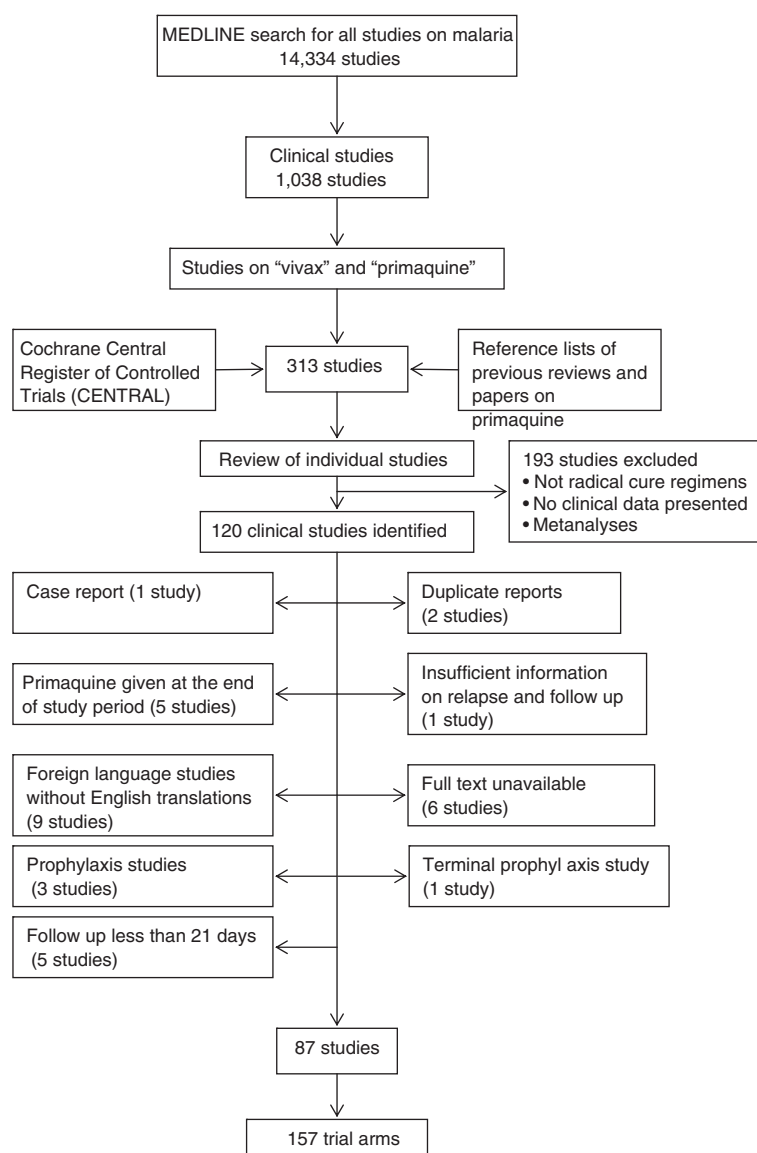 MEDLINE search for all studies on malaria
14,334 studies
Clinical studies
1,038 studies
Studies on “vivax” and “primaquine”
Cochrane Central
Register of Controlled
Trials (CENTRAL)
313 studies
Reference lists of
previous reviews and
papers on
primaquine
Review of individual studies
193 studies excluded
• Not radical cure regimens
• No clinical data presented
• Metanalyses
120 clinical studies identified
Case report (1 study)
Duplicate reports
(2 studies)
Primaquine given at the end
of study period (5 studies)
Insufficient information
on relapse and follow up
(1 study)
Foreign language studies
without English translations
(9 studies)
Full text unavailable
(6 studies)
Prophylaxis studies
(3 studies)
Terminal prophyl axis study
(1 study)
Follow up less than 21 days
(5 studies)
87 studies
157 trial arms